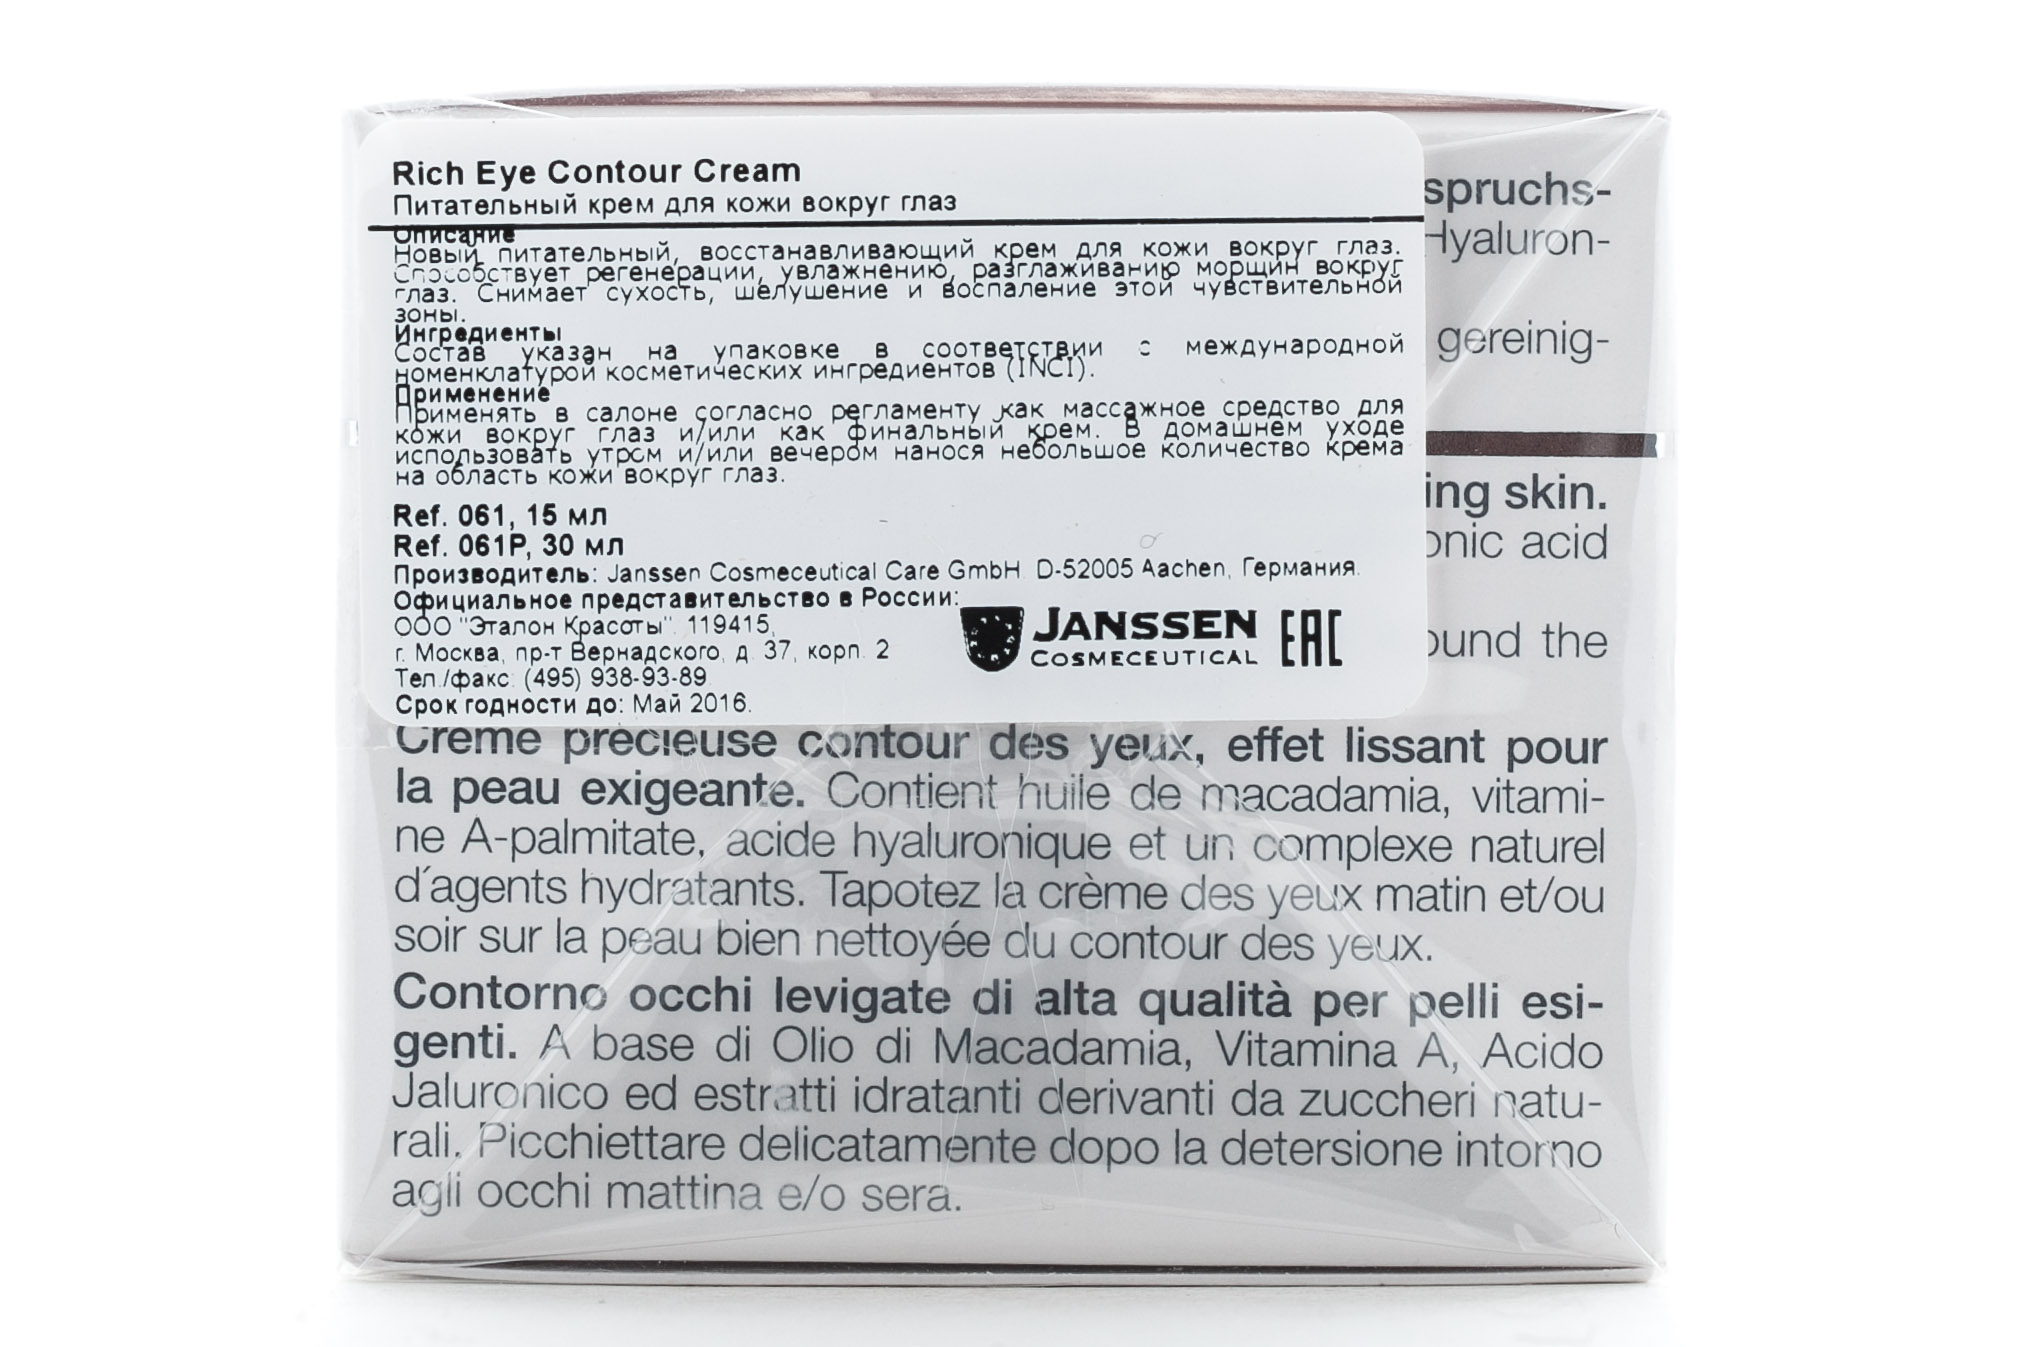 Rich Eye Contour Cream
Питательный крем для кожи вокруг глаз
Описание
Новый питательный, восстанавливающий крем для кожи вокруг глаз.
Способствует регенерации, увлажнению, разглаживанию морщин вокруг
глаз. Снимает сухость, шелушение и воспаление этой чувствительной
зоны.
Ингредиенты
Состав указан на упаковке в соответствии с международной
номенклатурой косметических ингредиентов (INCI).
Применение
Применять в салоне согласно регламенту как массажное средство для
кожи вокруг глаз и/или как финальный крем. В домашнем уходе
использовать утром и/или вечером нанося небольшое количество крема
на область кожи вокруг глаз.
Ref. 061, 15 мл
Ref. 061P, 30 мл
Производитель: Janssen Cosmeceutical Care GmbH D-52005 Aachen, Германия.
Официальное представительство в России:
ООО "Эталон Красоты". 119415,
г. Москва, пр-т Вернадского, д. 37, корп. 2
Тел./факс: (495) 938-93-89
Срок годности до: Май 2016.
JANSSEN
COSMECEUTICAL
EAC
spruchs-
Hyaluron-
gereinig-
ing skin.
onic acid
ound the
Crème précieuse contour des yeux, effet lissant pour
la peau exigeante. Contient huile de macadamia, vitami-
ne A-palmitate, acide hyaluronique et un complexe naturel
d´agents hydratants. Tapotez la crème des yeux matin et/ou
soir sur la peau bien nettoyée du contour des yeux.
Contorno occhi levigate di alta qualità per pelli esi-
genti. A base di Olio di Macadamia, Vitamina A, Acido
Jaluronico ed estratti idratanti derivanti da zuccheri natu-
rali. Picchiettare delicatamente dopo la detersione intorno
agli occhi mattina e/o sera.